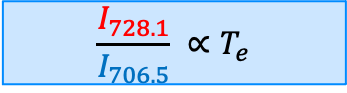 I₇₂₈.₁ / I₇₀₆.₅ ∝ Tₑ